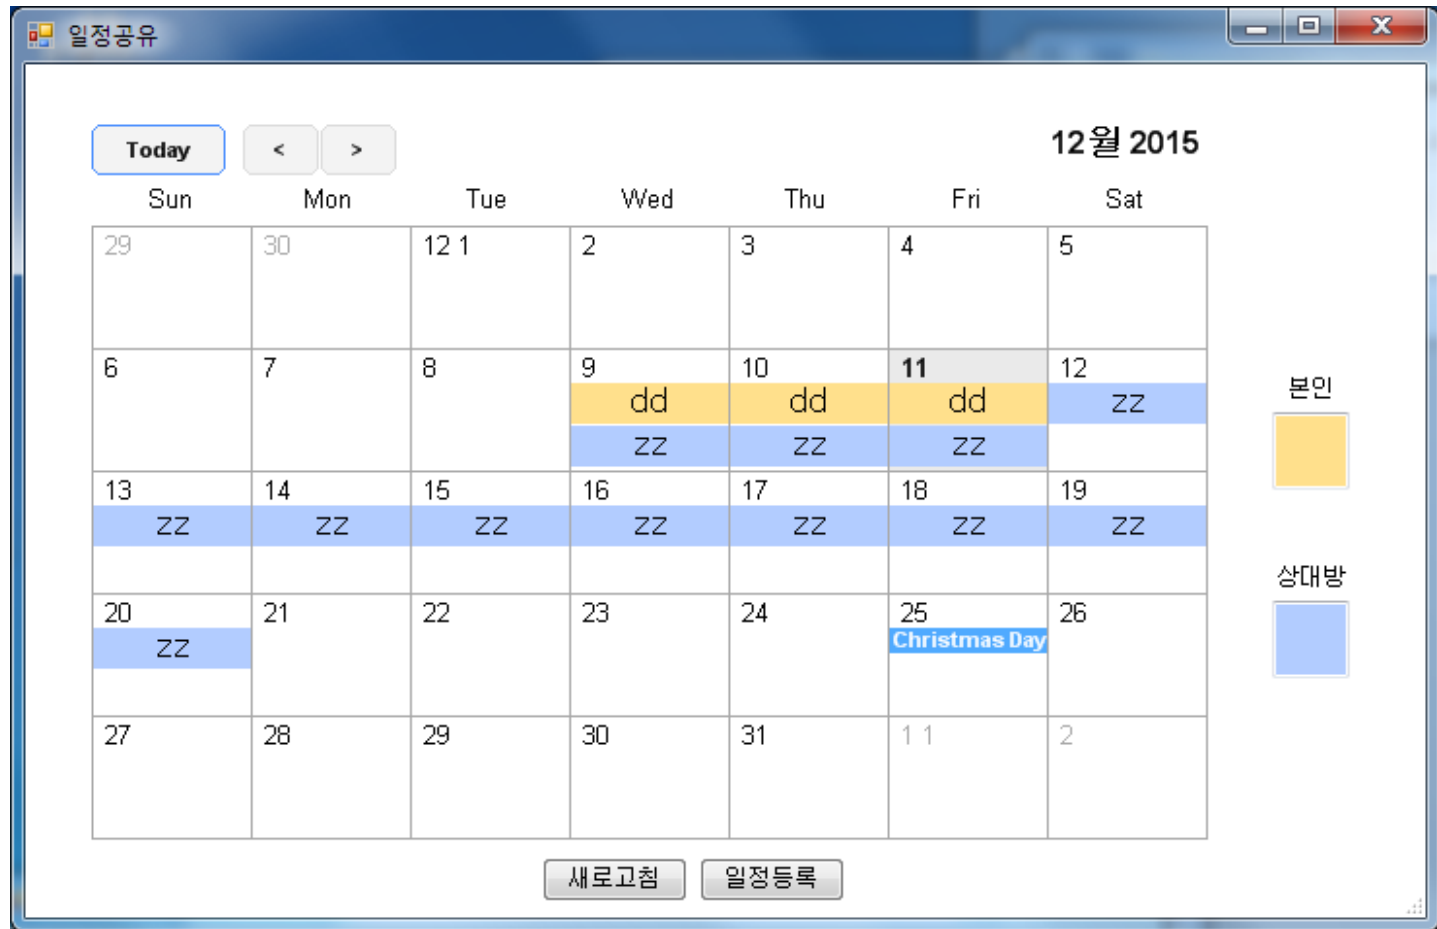 일정공유
Today < > 12월 2015
Sun Mon Tue Wed Thu Fri Sat
29 30 12 1 2 3 4 5
6 7 8 9 10 11 12
dd dd dd zz
zz zz zz
본인
13 14 15 16 17 18 19
zz zz zz zz zz zz zz
상대방
20 21 22 23 24 25 26
zz Christmas Day
27 28 29 30 31 1 1 2
새로고침 일정등록